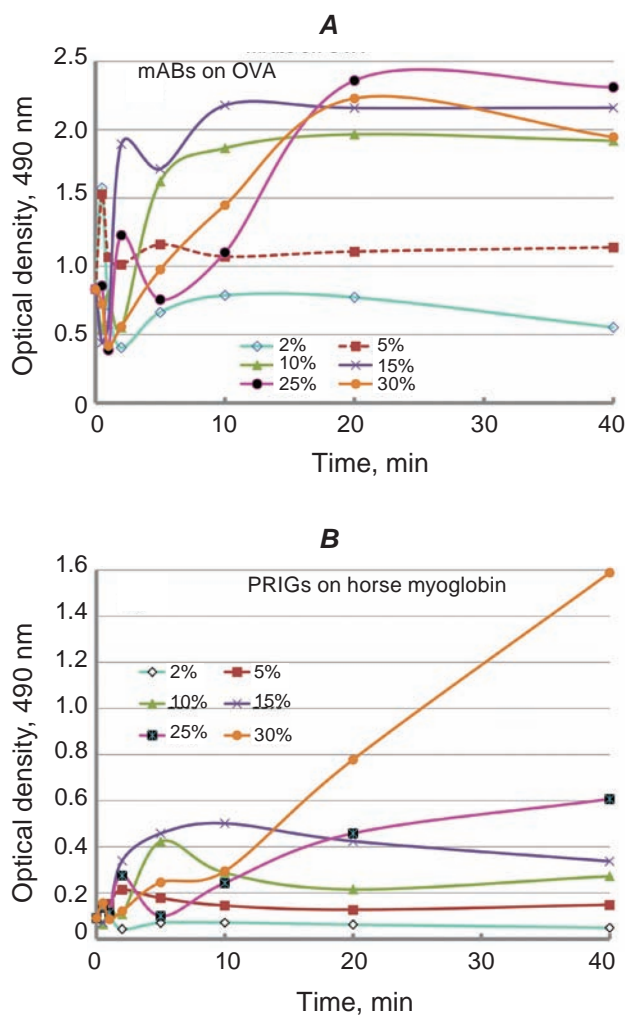 A
mABs on OVA
Optical density, 490 nm
2.5
2.0
1.5
1.0
0.5
0
2% 5%
10% 15%
25% 30%
0 10 20 30 40
Time, min
B
PRIGs on horse myoglobin
Optical density, 490 nm
1.6
1.4
1.2
1.0
0.8
0.6
0.4
0.2
0
2% 5%
10% 15%
25% 30%
0 10 20 30 40
Time, min